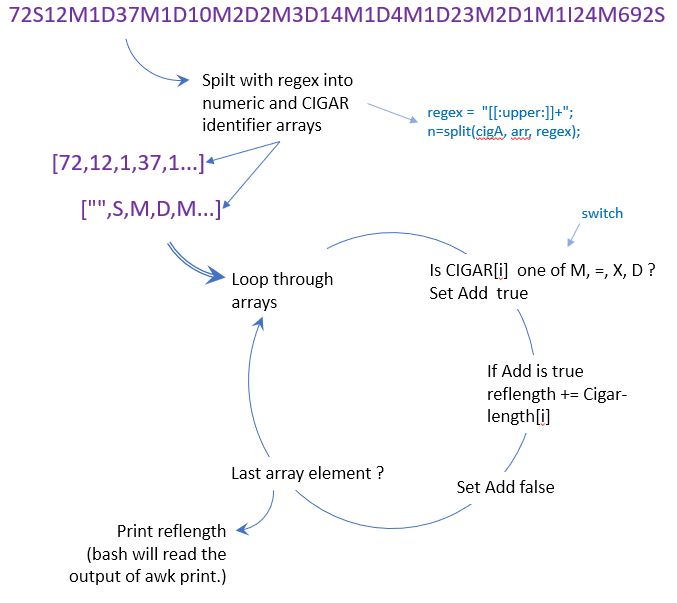 72S12M1D37M1D10M2D2M3D14M1D4M1D23M2D1M1I24M692S
Spilt with regex into
numeric and CIGAR
identifier arrays
regex =  "[[:upper:]]+";
n=split(cigA, arr, regex);
[72,12,1,37,1...]
["",S,M,D,M...]
switch
Loop through
arrays
Is CIGAR[i]  one of M, =, X, D ?
Set Add  true
If Add is true
reflength += Cigar-
length[i]
Last array element ?
Set Add false
Print reflength
(bash will read the
output of awk print.)